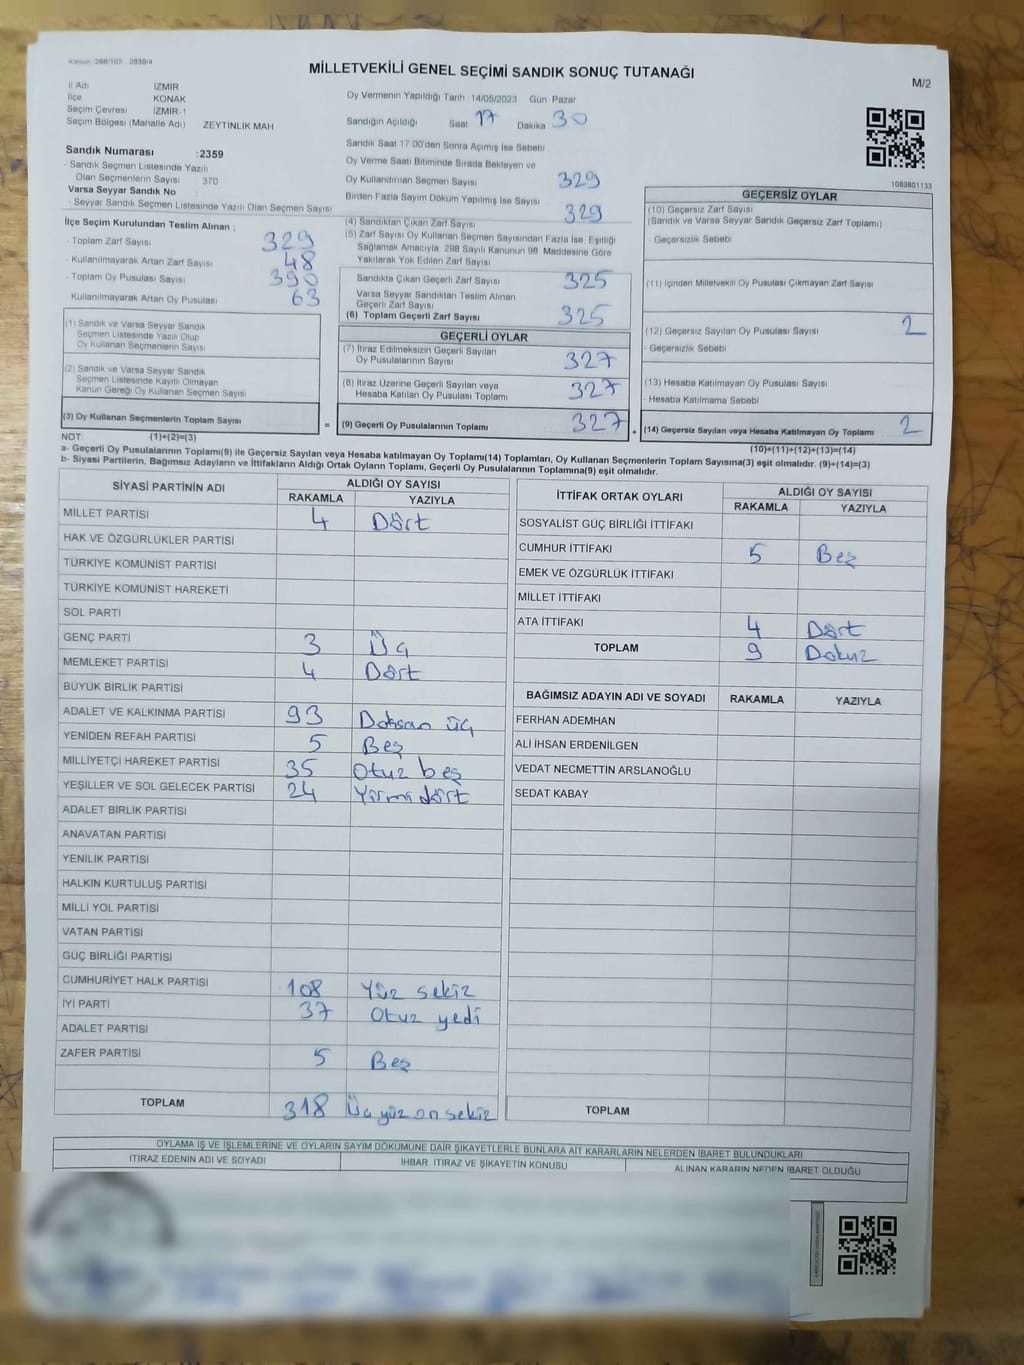 Kanun : 298/105 2839/4
MİLLETVEKİLİ GENEL SEÇİMİ SANDIK SONUÇ TUTANAĞI
M/2
İl Adı İZMİR
İlçe KONAK
Seçim Çevresi İZMİR-1
Seçim Bölgesi (Mahalle Adı) ZEYTİNLİK MAH
Sandık Numarası : 2359
- Sandık Seçmen Listesinde Yazılı
Olan Seçmenlerin Sayısı : 370
Varsa Seyyar Sandık No :
- Seyyar Sandık Seçmen Listesinde Yazılı Olan Seçmen Sayısı:
Oy Vermenin Yapıldığı Tarih : 14/05/2023 Gün: Pazar
Sandığın Açıldığı Saat 17 Dakika 30
Sandık Saat 17:00'den Sonra Açılmış İse Sebebi
Oy Verme Saati Bitiminde Sırada Bekleyen ve
Oy Kullandırılan Seçmen Sayısı 329
Birden Fazla Sayım Döküm Yapılmış İse Sayısı 329
1083801133
İlçe Seçim Kurulundan Teslim Alınan :
- Toplam Zarf Sayısı 329
- Kullanılmayarak Artan Zarf Sayısı 48
- Toplam Oy Pusulası Sayısı 390
- Kullanılmayarak Artan Oy Pusulası 63
(1) Sandık ve Varsa Seyyar Sandık
Seçmen Listesinde Yazılı Olup
Oy Kullanan Seçmenlerin Sayısı
(2) Sandık ve Varsa Seyyar Sandık
Seçmen Listesinde Kayıtlı Olmayan
Kanun Gereği Oy Kullanan Seçmen Sayısı
(3) Oy Kullanan Seçmenlerin Toplam Sayısı
=
(4) Sandıktan Çıkan Zarf Sayısı
(5) Zarf Sayısı Oy Kullanan Seçmen Sayısından Fazla İse, Eşitliği
Sağlamak Amacıyla, 298 Sayılı Kanunun 98. Maddesine Göre
Yakılarak Yok Edilen Zarf Sayısı
Sandıkta Çıkan Geçerli Zarf Sayısı 325
Varsa Seyyar Sandıktan Teslim Alınan
Geçerli Zarf Sayısı
(6) Toplam Geçerli Zarf Sayısı 325
GEÇERLİ OYLAR
(7) İtiraz Edilmeksizin Geçerli Sayılan
Oy Pusulalarının Sayısı 327
(8) İtiraz Üzerine Geçerli Sayılan veya
Hesaba Katılan Oy Pusulası Toplamı 327
(9) Geçerli Oy Pusulalarının Toplamı 327
+
GEÇERSİZ OYLAR
(10) Geçersiz Zarf Sayısı
(Sandık ve Varsa Seyyar Sandık Geçersiz Zarf Toplamı)
- Geçersizlik Sebebi
(11) İçinden Milletvekili Oy Pusulası Çıkmayan Zarf Sayısı
(12) Geçersiz Sayılan Oy Pusulası Sayısı 2
- Geçersizlik Sebebi
(13) Hesaba Katılmayan Oy Pusulası Sayısı
- Hesaba Katılmama Sebebi
(14) Geçersiz Sayılan veya Hesaba Katılmayan Oy Toplamı 2
NOT: (1)+(2)=(3) (10)+(11)+(12)+(13)=(14)
a- Geçerli Oy Pusulalarının Toplamı(9) ile Geçersiz Sayılan veya Hesaba katılmayan Oy Toplamı(14) Toplamları, Oy Kullanan Seçmenlerin Toplam Sayısına(3) eşit olmalıdır. (9)+(14)=(3)
b- Siyasi Partilerin, Bağımsız Adayların ve İttifakların Aldığı Ortak Oyların Toplamı, Geçerli Oy Pusulalarının Toplamına(9) eşit olmalıdır.
SİYASİ PARTİNİN ADI ALDIĞI OY SAYISI
RAKAMLA YAZIYLA
MİLLET PARTİSİ 4 Dört
HAK VE ÖZGÜRLÜKLER PARTİSİ
TÜRKİYE KOMÜNİST PARTİSİ
TÜRKİYE KOMÜNİST HAREKETİ
SOL PARTİ
GENÇ PARTİ 3 Üç
MEMLEKET PARTİSİ 4 Dört
BÜYÜK BİRLİK PARTİSİ
ADALET VE KALKINMA PARTİSİ 93 Doksan üç
YENİDEN REFAH PARTİSİ 5 Beş
MİLLİYETÇİ HAREKET PARTİSİ 35 Otuz beş
YEŞİLLER VE SOL GELECEK PARTİSİ 24 Yirmi dört
ADALET BİRLİK PARTİSİ
ANAVATAN PARTİSİ
YENİLİK PARTİSİ
HALKIN KURTULUŞ PARTİSİ
MİLLİ YOL PARTİSİ
VATAN PARTİSİ
GÜÇ BİRLİĞİ PARTİSİ
CUMHURİYET HALK PARTİSİ 108 Yüz sekiz
İYİ PARTİ 37 Otuz yedi
ADALET PARTİSİ
ZAFER PARTİSİ 5 Beş
TOPLAM 318 Üç yüz on sekiz
İTTİFAK ORTAK OYLARI ALDIĞI OY SAYISI
RAKAMLA YAZIYLA
SOSYALİST GÜÇ BİRLİĞİ İTTİFAKI
CUMHUR İTTİFAKI 5 Beş
EMEK VE ÖZGÜRLÜK İTTİFAKI
MİLLET İTTİFAKI
ATA İTTİFAKI 4 Dört
TOPLAM 9 Dokuz
BAĞIMSIZ ADAYIN ADI VE SOYADI RAKAMLA YAZIYLA
FERHAN ADEMHAN
ALİ İHSAN ERDENİLGEN
VEDAT NECMETTİN ARSLANOĞLU
SEDAT KABAY
TOPLAM
OYLAMA İŞ VE İŞLEMLERİNE VE OYLARIN SAYIM DÖKÜMÜNE DAİR ŞİKAYETLERLE BUNLARA AİT KARARLARIN NELERDEN İBARET BULUNDUKLARI
İTİRAZ EDENİN ADI VE SOYADI İHBAR İTİRAZ VE ŞİKAYETİN KONUSU ALINAN KARARIN NEDEN İBARET OLDUĞU